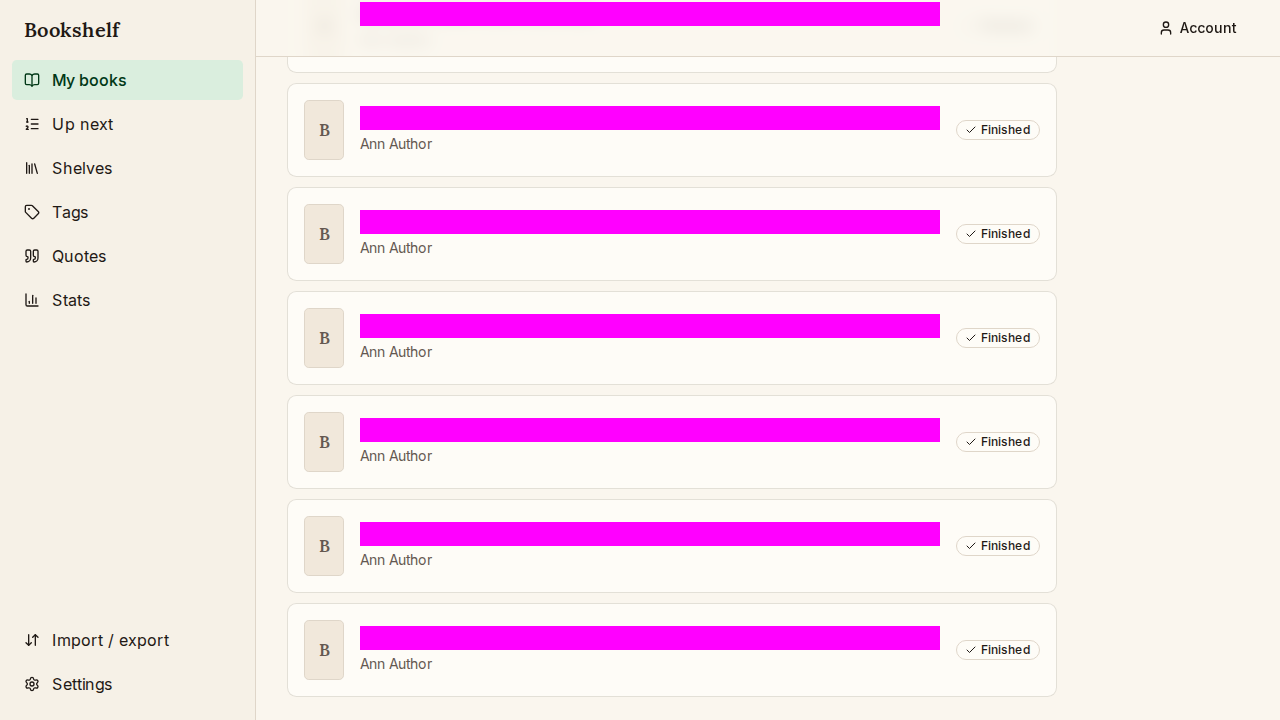 Bookshelf
Account
My books
Up next
Shelves
Tags
Quotes
Stats
Import / export
Settings
B
Ann Author
Finished
B
Ann Author
Finished
B
Ann Author
Finished
B
Ann Author
Finished
B
Ann Author
Finished
B
Ann Author
Finished